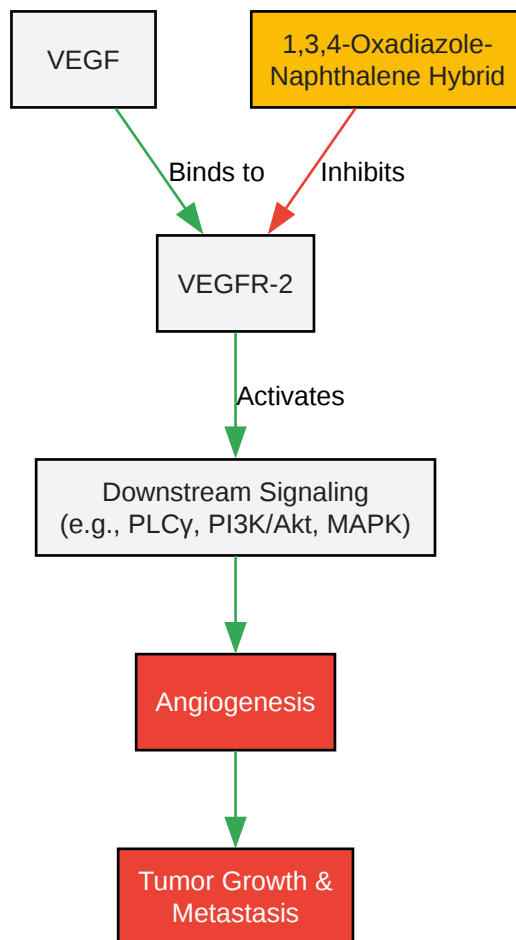 VEGF
1,3,4-Oxadiazole-
Naphthalene Hybrid
Binds to
Inhibits
VEGFR-2
Activates
Downstream Signaling
(e.g., PLCγ, PI3K/Akt, MAPK)
Angiogenesis
Tumor Growth &
Metastasis